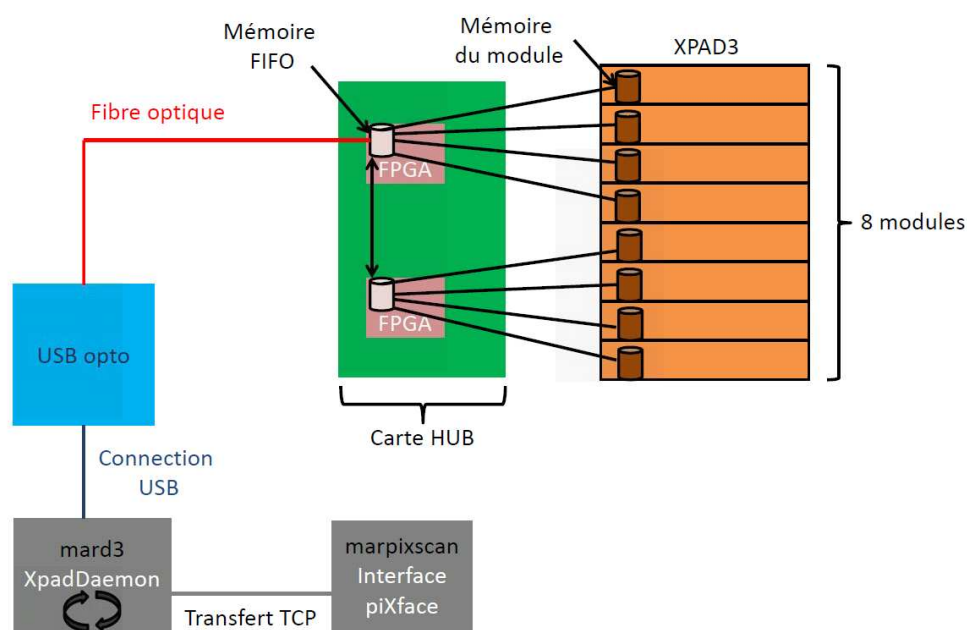 Mémoire
FIFO
Mémoire
du module
XPAD3
Fibre optique
FPGA
8 modules
FPGA
USB opto
Carte HUB
Connection
USB
mard3
XpadDaemon
marpixscan
Interface
piXface
Transfert TCP